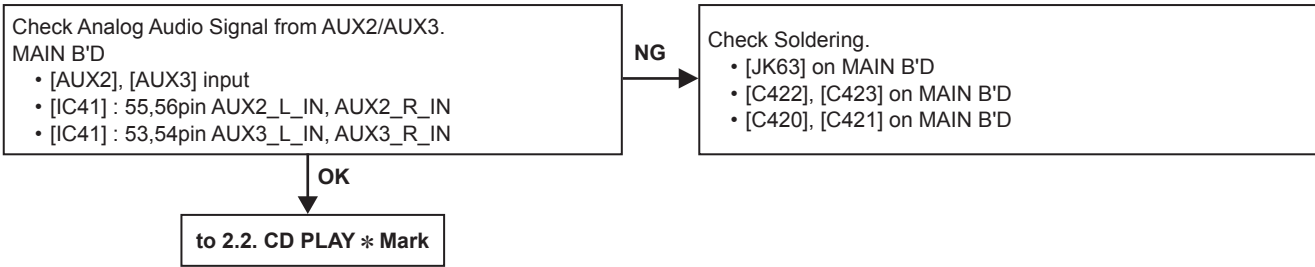 Check Analog Audio Signal from AUX2/AUX3.
MAIN B'D
• [AUX2], [AUX3] input
• [IC41] : 55,56pin AUX2_L_IN, AUX2_R_IN
• [IC41] : 53,54pin AUX3_L_IN, AUX3_R_IN
NG
Check Soldering.
• [JK63] on MAIN B'D
• [C422], [C423] on MAIN B'D
• [C420], [C421] on MAIN B'D
OK
to 2.2. CD PLAY ∗ Mark